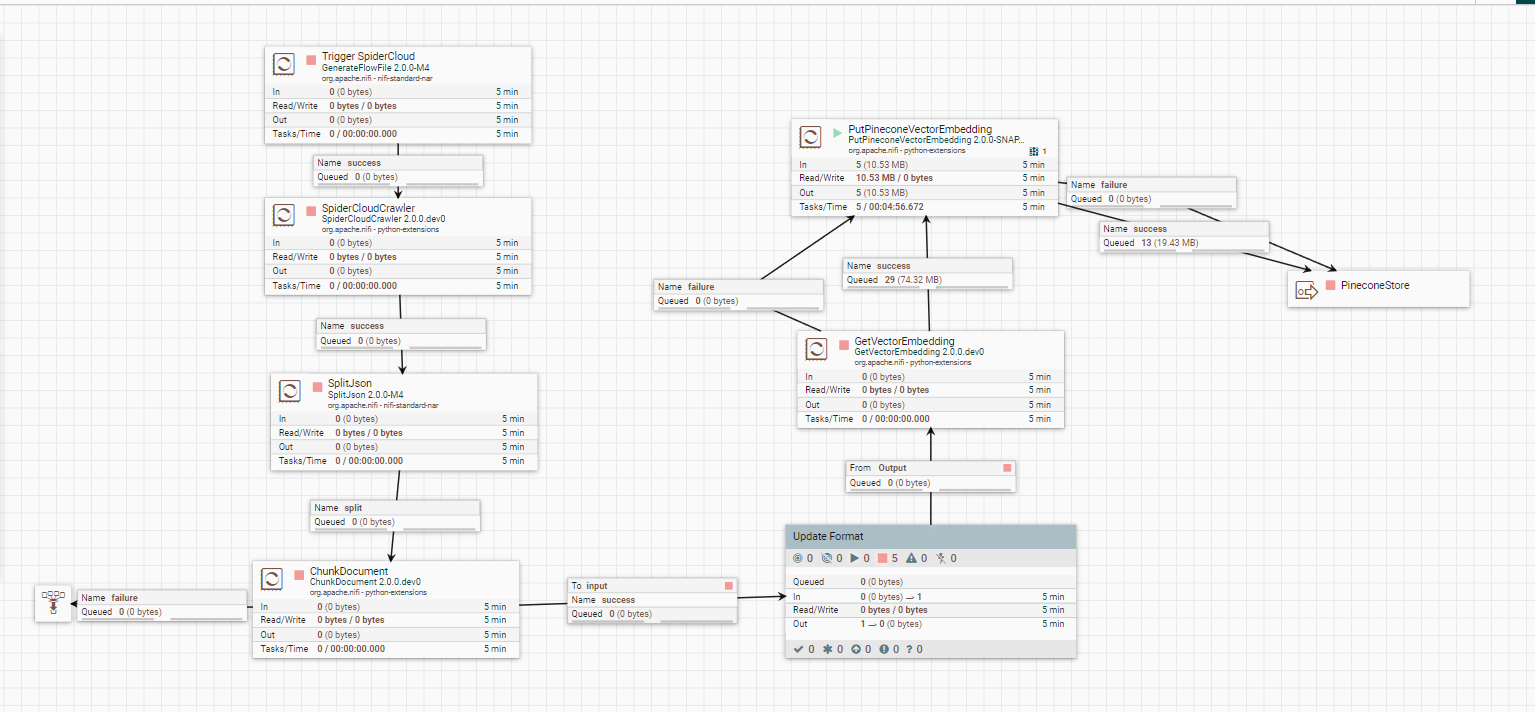 Trigger SpiderCloud
GenerateFlowFile 2.0.0-M4
org.apache.nifi - nifi-standard-nar
In 0 (0 bytes) 5 min
Read/Write 0 bytes / 0 bytes 5 min
Out 0 (0 bytes) 5 min
Tasks/Time 0 / 00:00:00.000 5 min
Name success
Queued 0 (0 bytes)
SpiderCloudCrawler
SpiderCloudCrawler 2.0.0.dev0
org.apache.nifi - python-extensions
In 0 (0 bytes) 5 min
Read/Write 0 bytes / 0 bytes 5 min
Out 0 (0 bytes) 5 min
Tasks/Time 0 / 00:00:00.000 5 min
Name success
Queued 0 (0 bytes)
SplitJson
SplitJson 2.0.0-M4
org.apache.nifi - nifi-standard-nar
In 0 (0 bytes) 5 min
Read/Write 0 bytes / 0 bytes 5 min
Out 0 (0 bytes) 5 min
Tasks/Time 0 / 00:00:00.000 5 min
Name split
Queued 0 (0 bytes)
ChunkDocument
ChunkDocument 2.0.0.dev0
org.apache.nifi - python-extensions
In 0 (0 bytes) 5 min
Read/Write 0 bytes / 0 bytes 5 min
Out 0 (0 bytes) 5 min
Tasks/Time 0 / 00:00:00.000 5 min
Name failure
Queued 0 (0 bytes)
To input
Name success
Queued 0 (0 bytes)
Update Format
0 0 0 5 0 0
Queued 0 (0 bytes)
In 0 (0 bytes) → 1 5 min
Read/Write 0 bytes / 0 bytes 5 min
Out 1 → 0 (0 bytes) 5 min
0 0 0 0 ? 0
From Output
Queued 0 (0 bytes)
GetVectorEmbedding
GetVectorEmbedding 2.0.0.dev0
org.apache.nifi - python-extensions
In 0 (0 bytes) 5 min
Read/Write 0 bytes / 0 bytes 5 min
Out 0 (0 bytes) 5 min
Tasks/Time 0 / 00:00:00.000 5 min
Name failure
Queued 0 (0 bytes)
Name success
Queued 29 (74.32 MB)
PutPineconeVectorEmbedding
PutPineconeVectorEmbedding 2.0.0-SNAP...
org.apache.nifi - python-extensions
1
In 5 (10.53 MB) 5 min
Read/Write 10.53 MB / 0 bytes 5 min
Out 5 (10.53 MB) 5 min
Tasks/Time 5 / 00:04:56.672 5 min
Name failure
Queued 0 (0 bytes)
Name success
Queued 13 (19.43 MB)
PineconeStore